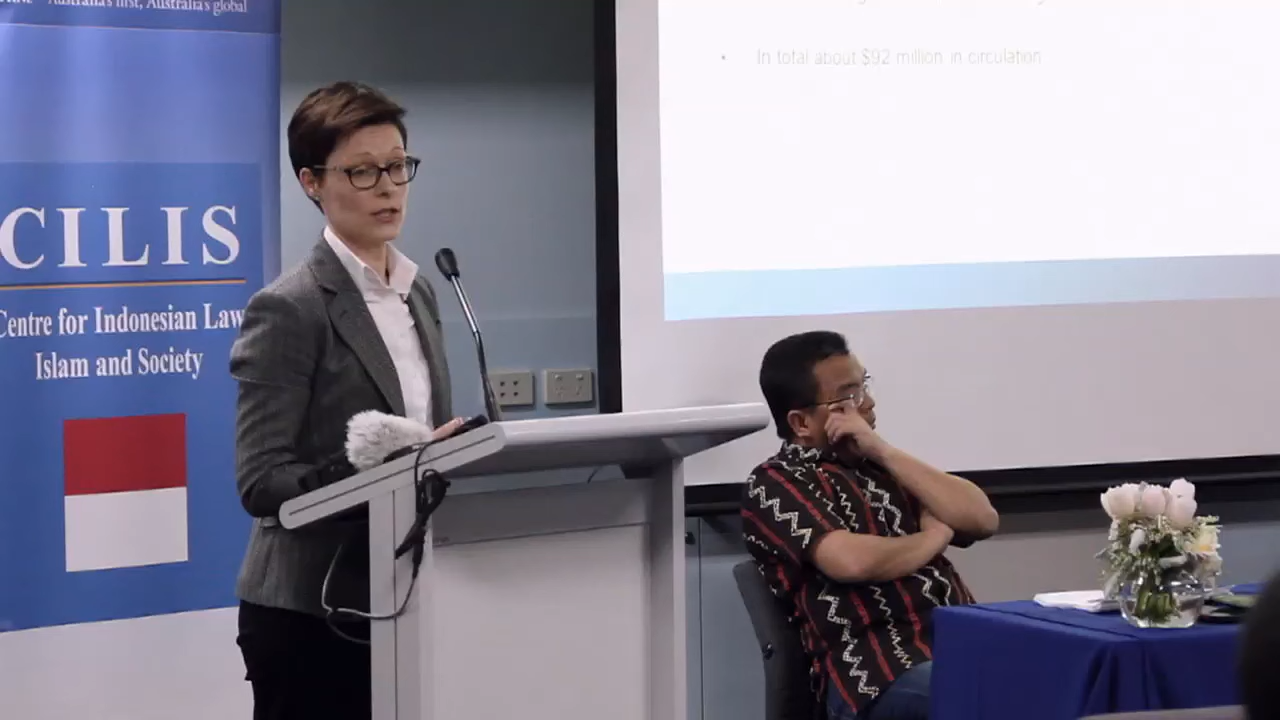 Australia's first, Australia's global
CILIS
Centre for Indonesian Law
Islam and Society
• In total about $92 million in circulation